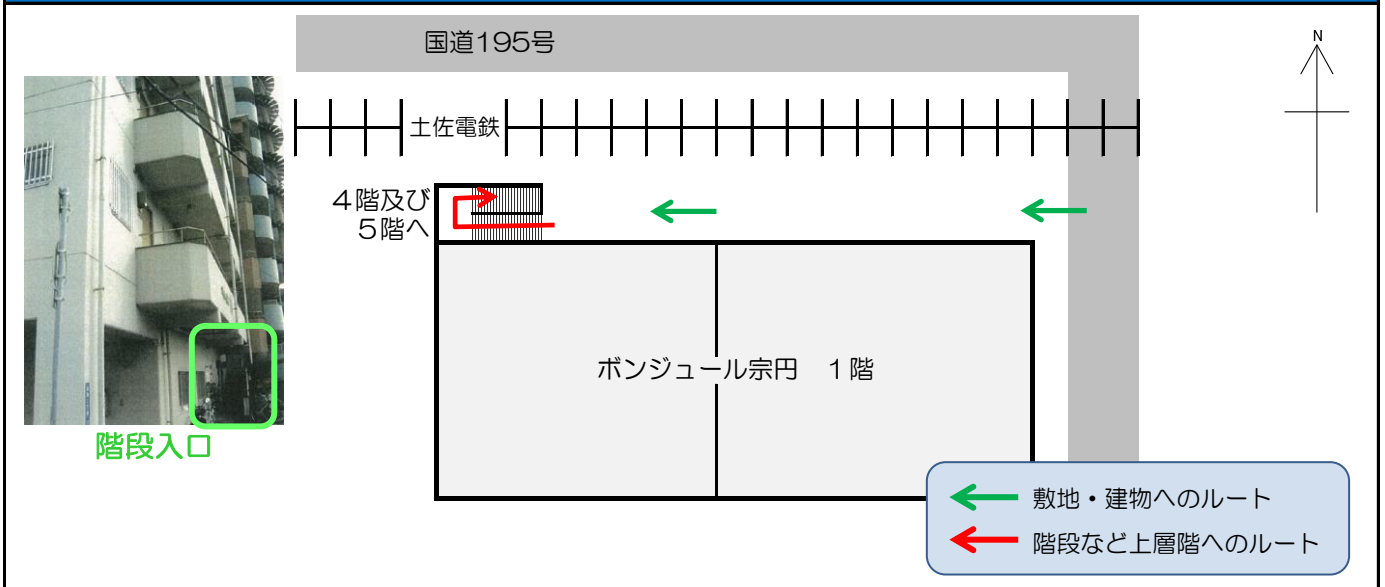 国道195号
N
土佐電鉄
4階及び
5階へ
ボンジュール宗円　1階
階段入口
敷地・建物へのルート
階段など上層階へのルート